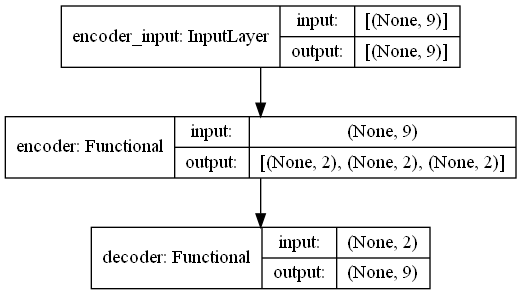 encoder_input: InputLayer
input:
[(None, 9)]
output:
[(None, 9)]
encoder: Functional
input:
(None, 9)
output:
[(None, 2), (None, 2), (None, 2)]
decoder: Functional
input:
(None, 2)
output:
(None, 9)